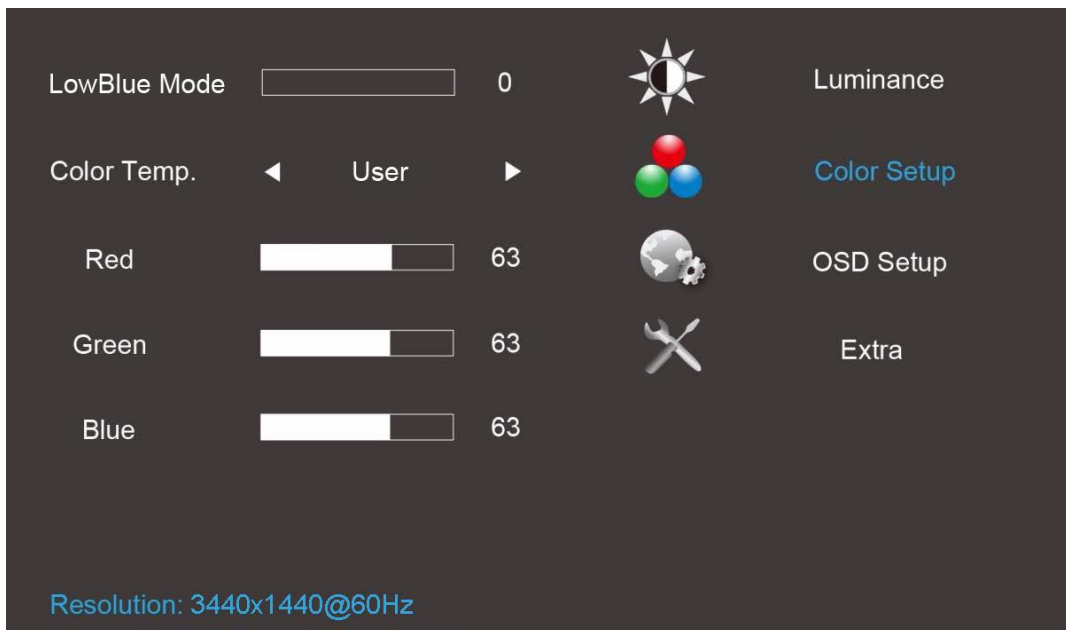 LowBlue Mode 0
Color Temp. User
Red 63
Green 63
Blue 63
Luminance
Color Setup
OSD Setup
Extra
Resolution: 3440x1440@60Hz